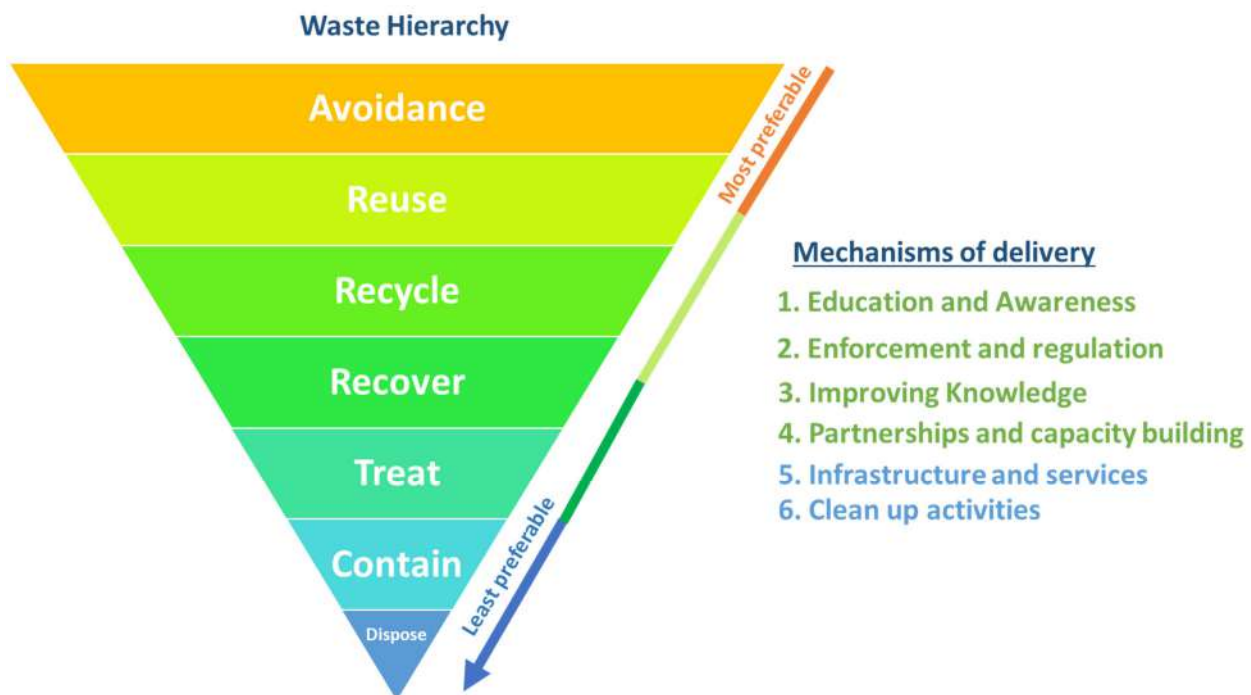 Waste Hierarchy
Avoidance
Reuse
Recycle
Recover
Treat
Contain
Dispose
Most preferable
Least preferable
Mechanisms of delivery
1. Education and Awareness
2. Enforcement and regulation
3. Improving Knowledge
4. Partnerships and capacity building
5. Infrastructure and services
6. Clean up activities